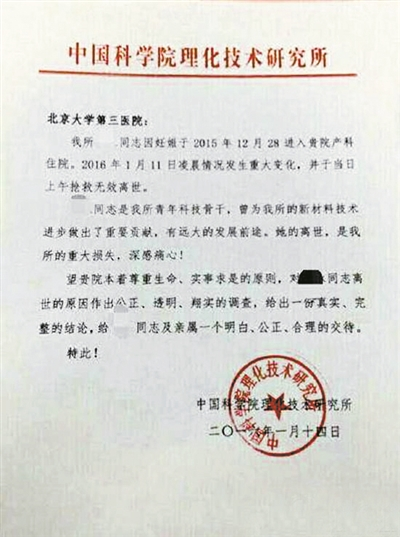 中国科学院理化技术研究所
北京大学第三医院：
我所 同志因妊娠于 2015 年 12 月 28 进入贵院产科
住院。2016 年 1 月 11 日凌晨情况发生重大变化，并于当日
上午抢救无效离世。
同志是我所青年科技骨干，曾为我所的新材料技术
进步做出了重要贡献，有远大的发展前途。她的离世，是我
所的重大损失，深感痛心！
望贵院本着尊重生命、实事求是的原则，对 同志离
世的原因作出公正、透明、翔实的调查，给出一份真实、完
整的结论，给 同志及亲属一个明白、公正、合理的交待。
特此！
中国科学院理化技术研究所
二〇一六年一月十四日
中国科学院理化技术研究所